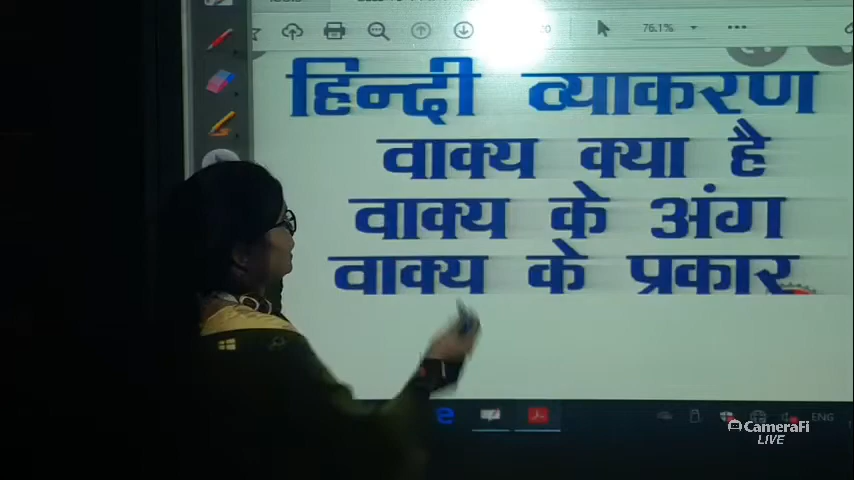 76.1%
हिन्दी व्याकरण
वाक्य क्या है
वाक्य के अंग
वाक्य के प्रकार
ENG
CameraFi
LIVE